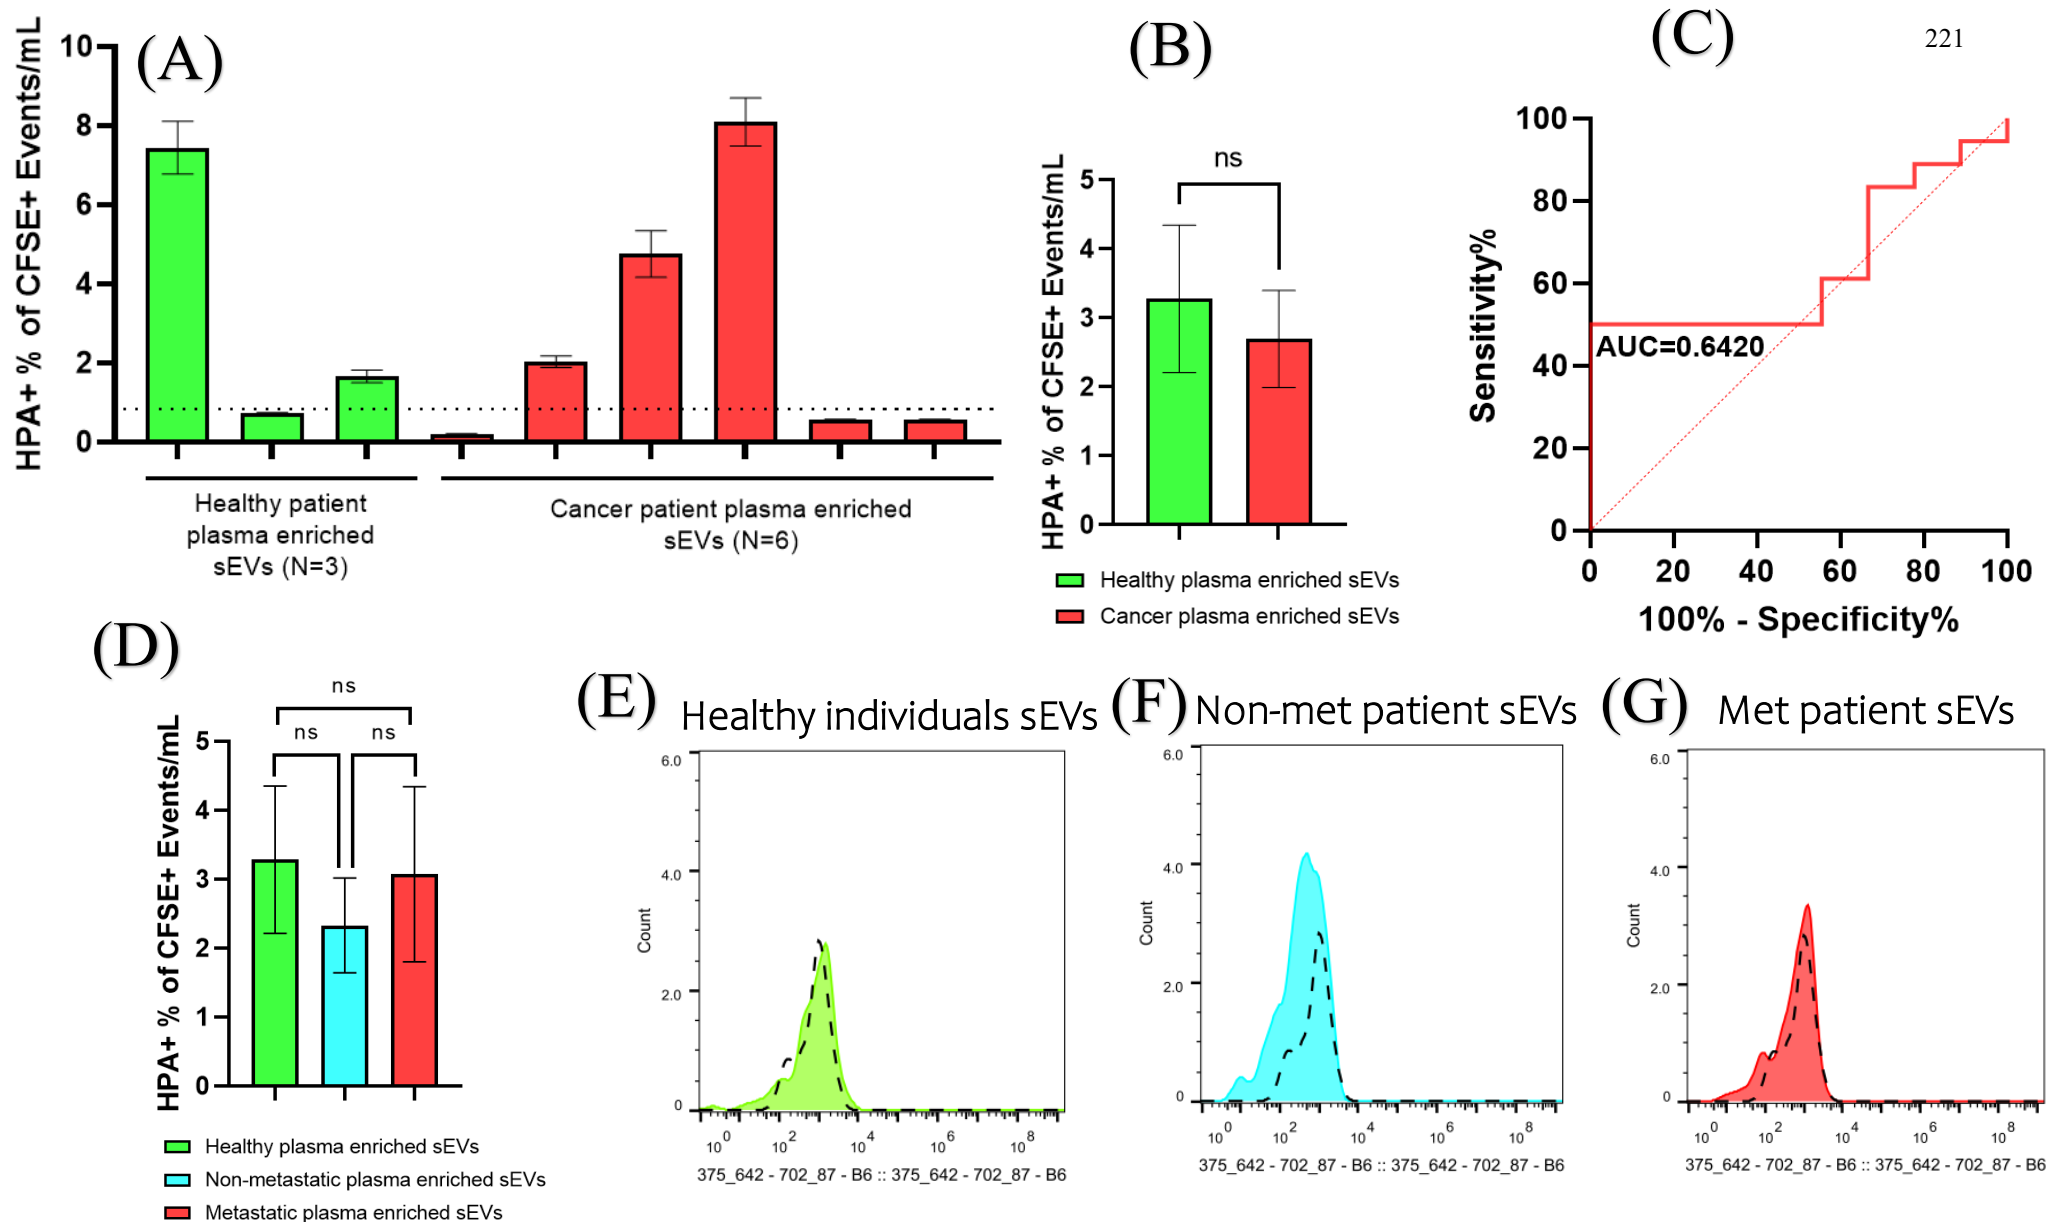 (A)
HPA+ % of CFSE+ Events/mL
10
8
6
4
2
0
Healthy patient
plasma enriched
sEVs (N=3)
Cancer patient plasma enriched
sEVs (N=6)
(B)
HPA+ % of CFSE+ Events/mL
ns
5
4
3
2
1
0
Healthy plasma enriched sEVs
Cancer plasma enriched sEVs
(C)
221
Sensitivity%
100
80
60
40
20
0
AUC=0.6420
0 20 40 60 80 100
100% - Specificity%
(D)
HPA+ % of CFSE+ Events/mL
ns
ns ns
5
4
3
2
1
0
Healthy plasma enriched sEVs
Non-metastatic plasma enriched sEVs
Metastatic plasma enriched sEVs
(E)
Healthy individuals sEVs
Count
6.0
4.0
2.0
0
10^0 10^2 10^4 10^6 10^8
375_642 - 702_87 - B6 :: 375_642 - 702_87 - B6
(F)
Non-met patient sEVs
Count
6.0
4.0
2.0
0
10^0 10^2 10^4 10^6 10^8
375_642 - 702_87 - B6 :: 375_642 - 702_87 - B6
(G)
Met patient sEVs
Count
6.0
4.0
2.0
0
10^0 10^2 10^4 10^6 10^8
375_642 - 702_87 - B6 :: 375_642 - 702_87 - B6